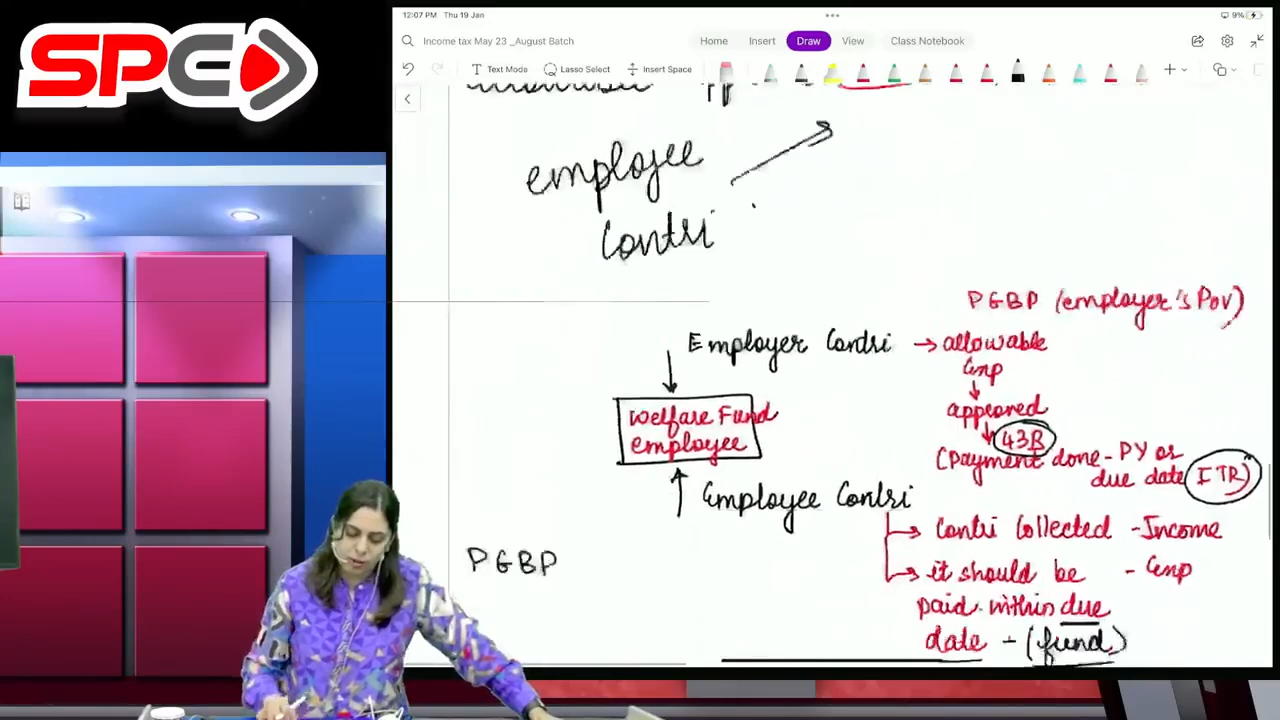 SPC
12:07 PM Thu 19 Jan
9%
Income tax May 23 _August Batch
Home Insert Draw View Class Notebook
Text Mode Lasso Select Insert Space
employee
Contri
PGBP (employer's Pov)
Employer Contri → allowable
Exp
appeared
43B
(Payment done - PY or
due date ITR)
Welfare Fund
employee
Employee Contri
Contri Collected - Income
it should be - Exp
paid within due
date - (fund)
PGBP